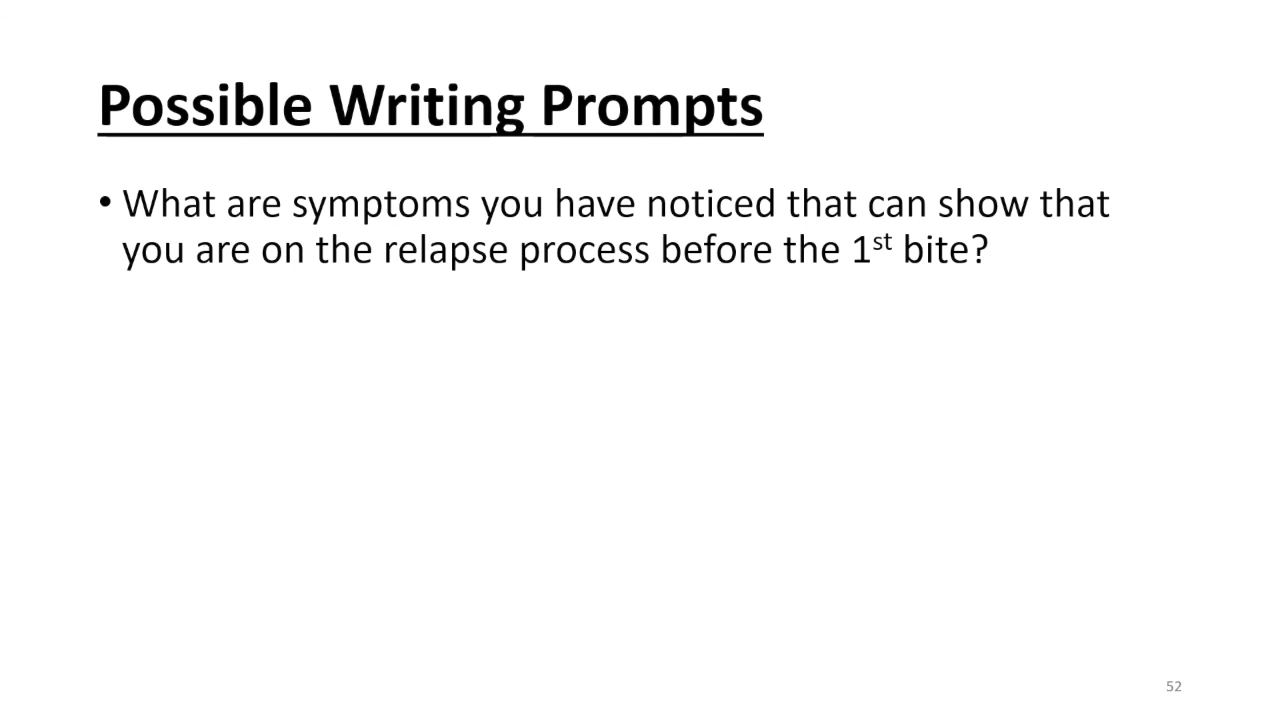 Possible Writing Prompts
• What are symptoms you have noticed that can show that
you are on the relapse process before the 1st bite?
52